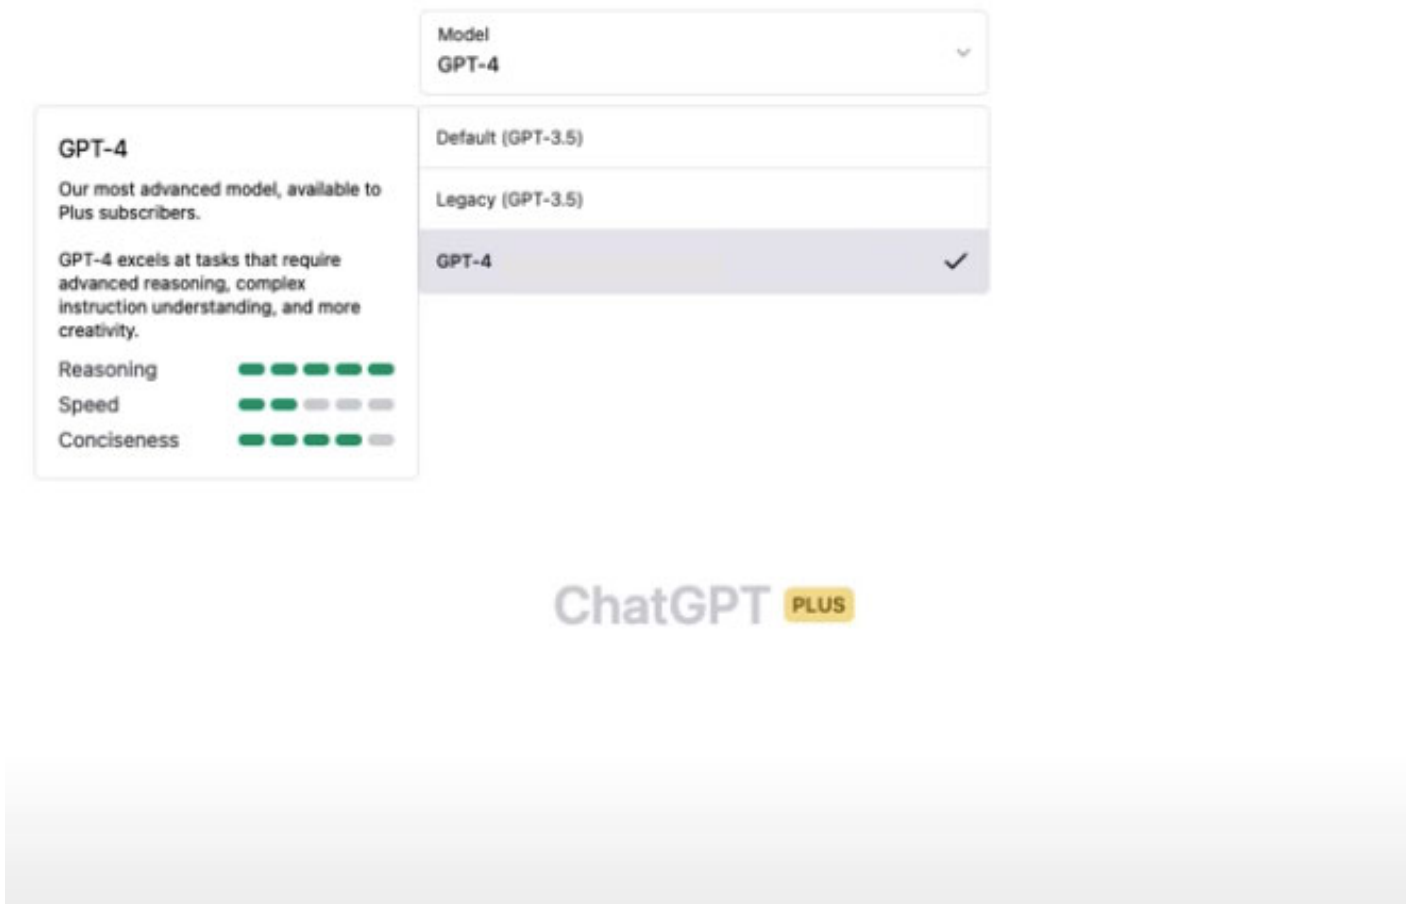 Model
GPT-4
GPT-4
Our most advanced model, available to
Plus subscribers.
GPT-4 excels at tasks that require
advanced reasoning, complex
instruction understanding, and more
creativity.
Reasoning
Speed
Conciseness
Default (GPT-3.5)
Legacy (GPT-3.5)
GPT-4
ChatGPT PLUS